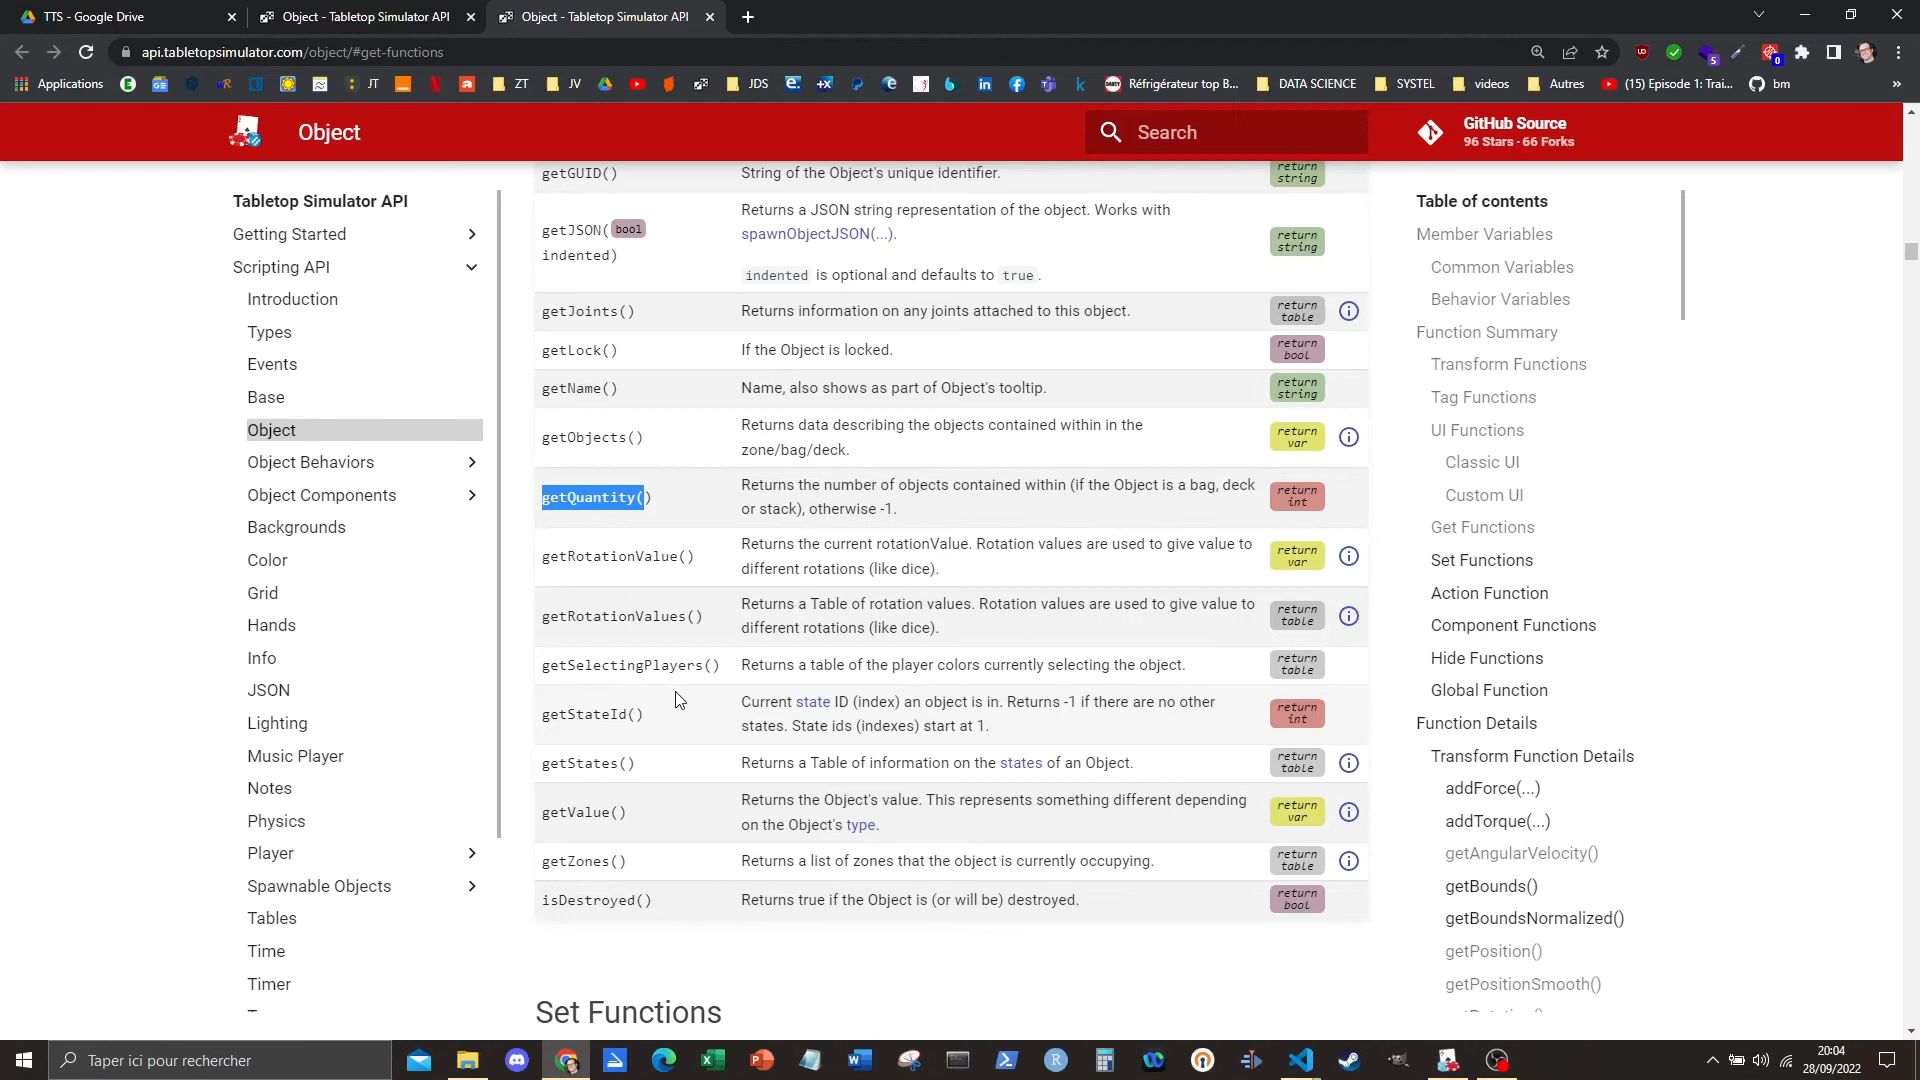 TTS - Google Drive
Object - Tabletop Simulator API
Object - Tabletop Simulator API
api.tabletopsimulator.com/object/#get-functions
5
0
Applications
JT
ZT
JV
JDS
Réfrigérateur top B...
DATA SCIENCE
SYSTEL
videos
Autres
(15) Episode 1: Trai...
bm
Object
Search
GitHub Source
96 Stars · 66 Forks
Tabletop Simulator API
Getting Started
Scripting API
Introduction
Types
Events
Base
Object
Object Behaviors
Object Components
Backgrounds
Color
Grid
Hands
Info
JSON
Lighting
Music Player
Notes
Physics
Player
Spawnable Objects
Tables
Time
Timer
getGUID()
String of the Object's unique identifier.
return
string
getJSON( bool
indented)
Returns a JSON string representation of the object. Works with
spawnObjectJSON(...).
indented is optional and defaults to true .
return
string
getJoints()
Returns information on any joints attached to this object.
return
table
getLock()
If the Object is locked.
return
bool
getName()
Name, also shows as part of Object's tooltip.
return
string
getObjects()
Returns data describing the objects contained within in the
zone/bag/deck.
return
var
getQuantity()
Returns the number of objects contained within (if the Object is a bag, deck
or stack), otherwise -1.
return
int
getRotationValue()
Returns the current rotationValue. Rotation values are used to give value to
different rotations (like dice).
return
var
getRotationValues()
Returns a Table of rotation values. Rotation values are used to give value to
different rotations (like dice).
return
table
getSelectingPlayers()
Returns a table of the player colors currently selecting the object.
return
table
getStateId()
Current state ID (index) an object is in. Returns -1 if there are no other
states. State ids (indexes) start at 1.
return
int
getStates()
Returns a Table of information on the states of an Object.
return
table
getValue()
Returns the Object's value. This represents something different depending
on the Object's type.
return
var
getZones()
Returns a list of zones that the object is currently occupying.
return
table
isDestroyed()
Returns true if the Object is (or will be) destroyed.
return
bool
Set Functions
Table of contents
Member Variables
Common Variables
Behavior Variables
Function Summary
Transform Functions
Tag Functions
UI Functions
Classic UI
Custom UI
Get Functions
Set Functions
Action Function
Component Functions
Hide Functions
Global Function
Function Details
Transform Function Details
addForce(...)
addTorque(...)
getAngularVelocity()
getBounds()
getBoundsNormalized()
getPosition()
getPositionSmooth()
Taper ici pour rechercher
20:04
28/09/2022